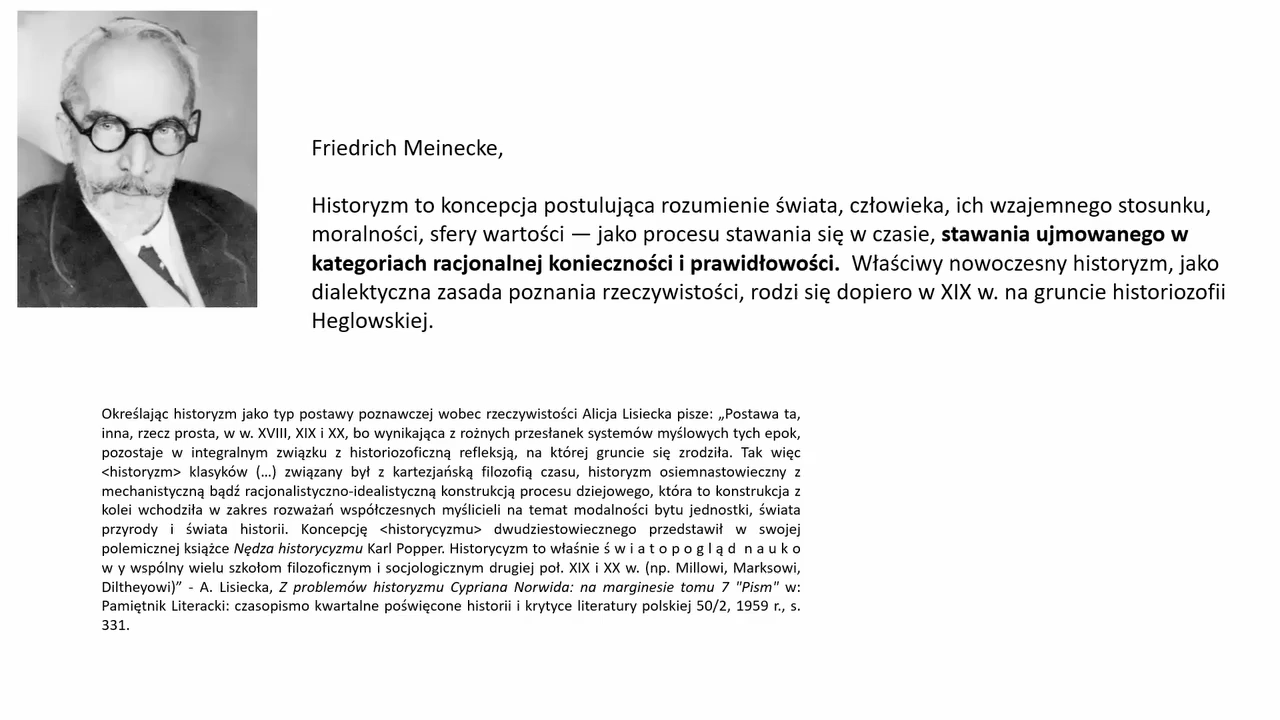 Friedrich Meinecke,
Historyzm to koncepcja postulująca rozumienie świata, człowieka, ich wzajemnego stosunku,
moralności, sfery wartości — jako procesu stawania się w czasie, stawania ujmowanego w
kategoriach racjonalnej konieczności i prawidłowości. Właściwy nowoczesny historyzm, jako
dialektyczna zasada poznania rzeczywistości, rodzi się dopiero w XIX w. na gruncie historiozofii
Heglowskiej.
Określając historyzm jako typ postawy poznawczej wobec rzeczywistości Alicja Lisiecka pisze: „Postawa ta,
inna, rzecz prosta, w w. XVIII, XIX i XX, bo wynikająca z rożnych przesłanek systemów myślowych tych epok,
pozostaje w integralnym związku z historiozoficzną refleksją, na której gruncie się zrodziła. Tak więc
<historyzm> klasyków (...) związany był z kartezjańską filozofią czasu, historyzm osiemnastowieczny z
mechanistyczną bądź racjonalistyczno-idealistyczną konstrukcją procesu dziejowego, która to konstrukcja z
kolei wchodziła w zakres rozważań współczesnych myślicieli na temat modalności bytu jednostki, świata
przyrody i świata historii. Koncepcję <historycyzmu> dwudziestowiecznego przedstawił w swojej
polemicznej książce Nędza historycyzmu Karl Popper. Historycyzm to właśnie ś w i a t o p o g l ą d n a u k o
w y wspólny wielu szkołom filozoficznym i socjologicznym drugiej poł. XIX i XX w. (np. Millowi, Marksowi,
Diltheyowi)” - A. Lisiecka, Z problemów historyzmu Cypriana Norwida: na marginesie tomu 7 "Pism" w:
Pamiętnik Literacki: czasopismo kwartalne poświęcone historii i krytyce literatury polskiej 50/2, 1959 r., s.
331.